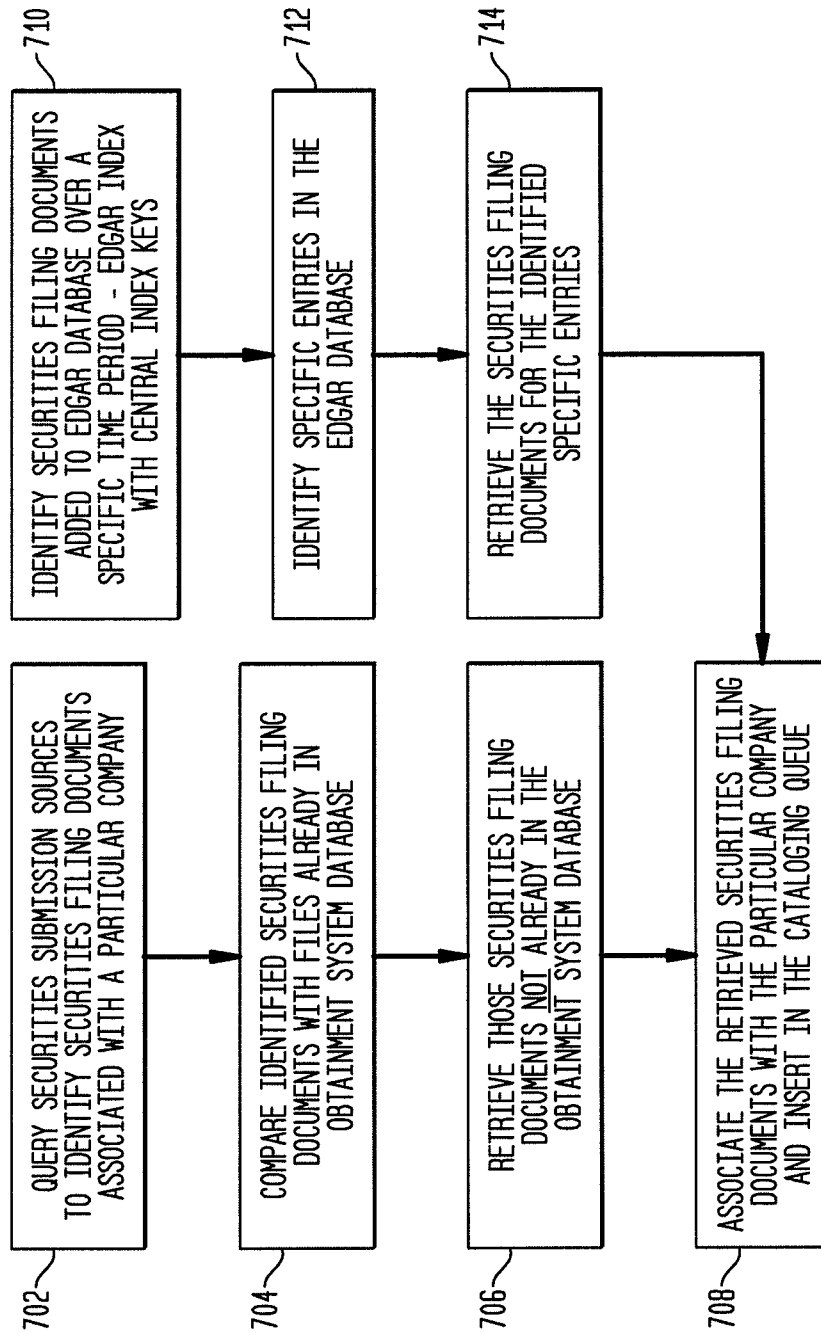 702
QUERY SECURITIES SUBMISSION SOURCES
TO IDENTIFY SECURITIES FILING DOCUMENTS
ASSOCIATED WITH A PARTICULAR COMPANY
704
COMPARE IDENTIFIED SECURITIES FILING
DOCUMENTS WITH FILES ALREADY IN
OBTAINMENT SYSTEM DATABASE
706
RETRIEVE THOSE SECURITIES FILING
DOCUMENTS NOT ALREADY IN THE
OBTAINMENT SYSTEM DATABASE
708
ASSOCIATE THE RETRIEVED SECURITIES FILING
DOCUMENTS WITH THE PARTICULAR COMPANY
AND INSERT IN THE CATALOGING QUEUE
710
IDENTIFY SECURITIES FILING DOCUMENTS
ADDED TO EDGAR DATABASE OVER A
SPECIFIC TIME PERIOD - EDGAR INDEX
WITH CENTRAL INDEX KEYS
712
IDENTIFY SPECIFIC ENTRIES IN THE
EDGAR DATABASE
714
RETRIEVE THE SECURITIES FILING
DOCUMENTS FOR THE IDENTIFIED
SPECIFIC ENTRIES